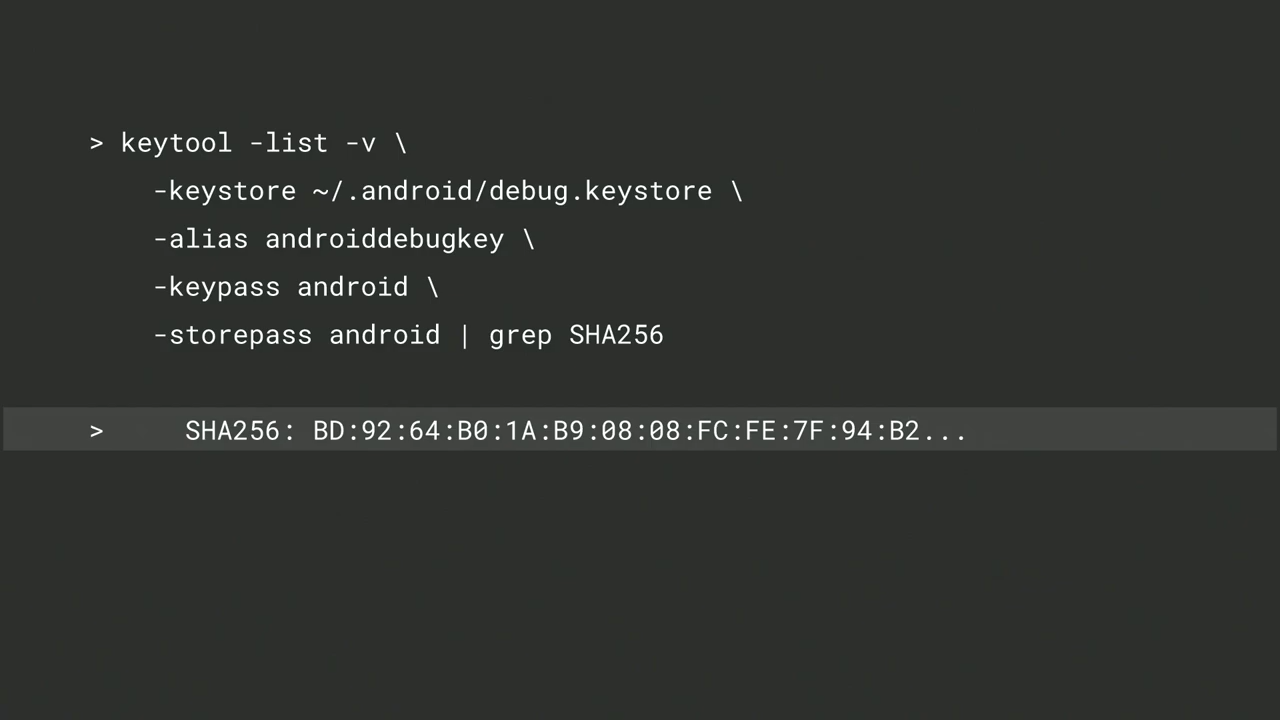 > keytool -list -v \
-keystore ~/.android/debug.keystore \
-alias androiddebugkey \
-keypass android \
-storepass android | grep SHA256
> SHA256: BD:92:64:B0:1A:B9:08:08:FC:FE:7F:94:B2...